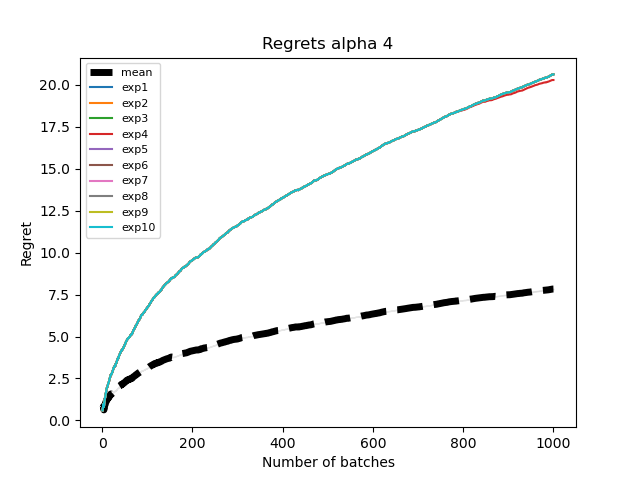 Regrets alpha 4
mean
exp1
exp2
exp3
exp4
exp5
exp6
exp7
exp8
exp9
exp10
Regret
20.0
17.5
15.0
12.5
10.0
7.5
5.0
2.5
0.0
0 200 400 600 800 1000
Number of batches